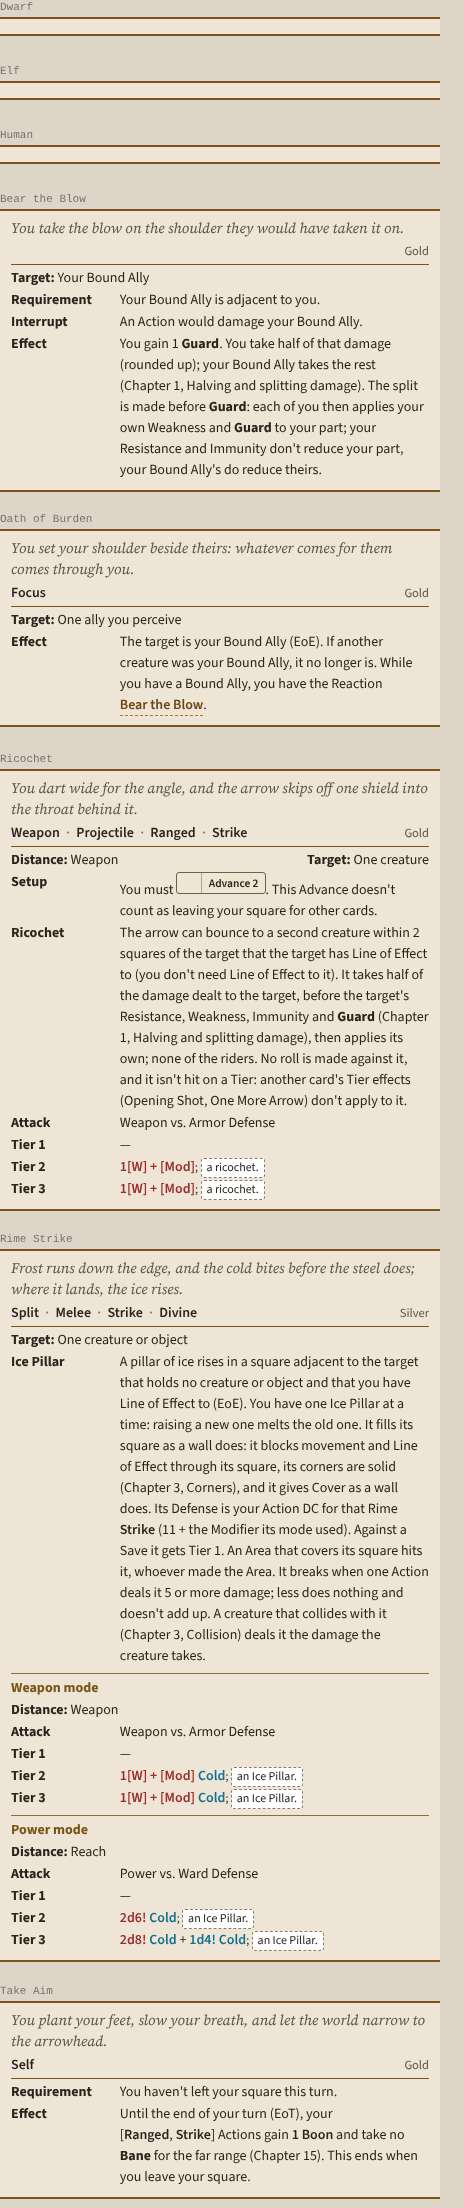 Dwarf
Elf
Human
Bear the Blow
You take the blow on the shoulder they would have taken it on.
Gold
Target: Your Bound Ally
Requirement Your Bound Ally is adjacent to you.
Interrupt An Action would damage your Bound Ally.
Effect You gain 1 Guard. You take half of that damage
(rounded up); your Bound Ally takes the rest
(Chapter 1, Halving and splitting damage). The split
is made before Guard: each of you then applies your
own Weakness and Guard to your part; your
Resistance and Immunity don't reduce your part,
your Bound Ally's do reduce theirs.
Oath of Burden
You set your shoulder beside theirs: whatever comes for them
comes through you.
Focus Gold
Target: One ally you perceive
Effect The target is your Bound Ally (EoE). If another
creature was your Bound Ally, it no longer is. While
you have a Bound Ally, you have the Reaction
Bear the Blow.
Ricochet
You dart wide for the angle, and the arrow skips off one shield into
the throat behind it.
Weapon · Projectile · Ranged · Strike Gold
Distance: Weapon Target: One creature
Setup You must Advance 2. This Advance doesn't
count as leaving your square for other cards.
Ricochet The arrow can bounce to a second creature within 2
squares of the target that the target has Line of Effect
to (you don't need Line of Effect to it). It takes half of
the damage dealt to the target, before the target's
Resistance, Weakness, Immunity and Guard (Chapter
1, Halving and splitting damage), then applies its
own; none of the riders. No roll is made against it,
and it isn't hit on a Tier: another card's Tier effects
(Opening Shot, One More Arrow) don't apply to it.
Attack Weapon vs. Armor Defense
Tier 1 —
Tier 2 1[W] + [Mod]; a ricochet.
Tier 3 1[W] + [Mod]; a ricochet.
Rime Strike
Frost runs down the edge, and the cold bites before the steel does;
where it lands, the ice rises.
Split · Melee · Strike · Divine Silver
Target: One creature or object
Ice Pillar A pillar of ice rises in a square adjacent to the target
that holds no creature or object and that you have
Line of Effect to (EoE). You have one Ice Pillar at a
time: raising a new one melts the old one. It fills its
square as a wall does: it blocks movement and Line
of Effect through its square, its corners are solid
(Chapter 3, Corners), and it gives Cover as a wall
does. Its Defense is your Action DC for that Rime
Strike (11 + the Modifier its mode used). Against a
Save it gets Tier 1. An Area that covers its square hits
it, whoever made the Area. It breaks when one Action
deals it 5 or more damage; less does nothing and
doesn't add up. A creature that collides with it
(Chapter 3, Collision) deals it the damage the
creature takes.
Weapon mode
Distance: Weapon
Attack Weapon vs. Armor Defense
Tier 1 —
Tier 2 1[W] + [Mod] Cold; an Ice Pillar.
Tier 3 1[W] + [Mod] Cold; an Ice Pillar.
Power mode
Distance: Reach
Attack Power vs. Ward Defense
Tier 1 —
Tier 2 2d6! Cold; an Ice Pillar.
Tier 3 2d8! Cold + 1d4! Cold; an Ice Pillar.
Take Aim
You plant your feet, slow your breath, and let the world narrow to
the arrowhead.
Self Gold
Requirement You haven't left your square this turn.
Effect Until the end of your turn (EoT), your
[Ranged, Strike] Actions gain 1 Boon and take no
Bane for the far range (Chapter 15). This ends when
you leave your square.